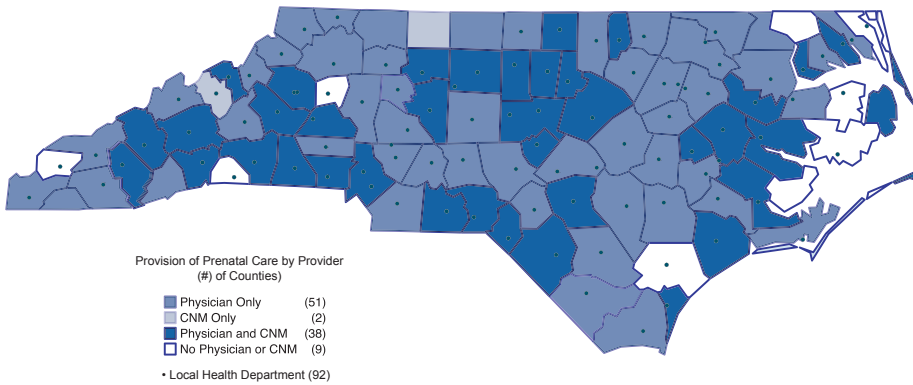 Provision of Prenatal Care by Provider
(#) of Counties)
Physician Only (51)
CNM Only (2)
Physician and CNM (38)
No Physician or CNM (9)
• Local Health Department (92)